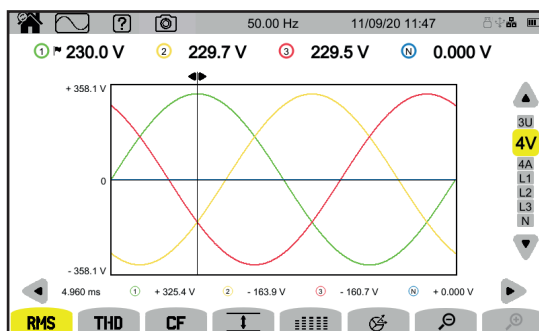 50.00 Hz 11/09/20 11:47
1 230.0 V 2 229.7 V 3 229.5 V N 0.000 V
+ 358.1 V
0
- 358.1 V
3U
4V
4A
L1
L2
L3
N
4.960 ms 1 + 325.4 V 2 - 163.9 V 3 - 160.7 V N + 0.000 V
RMS THD CF